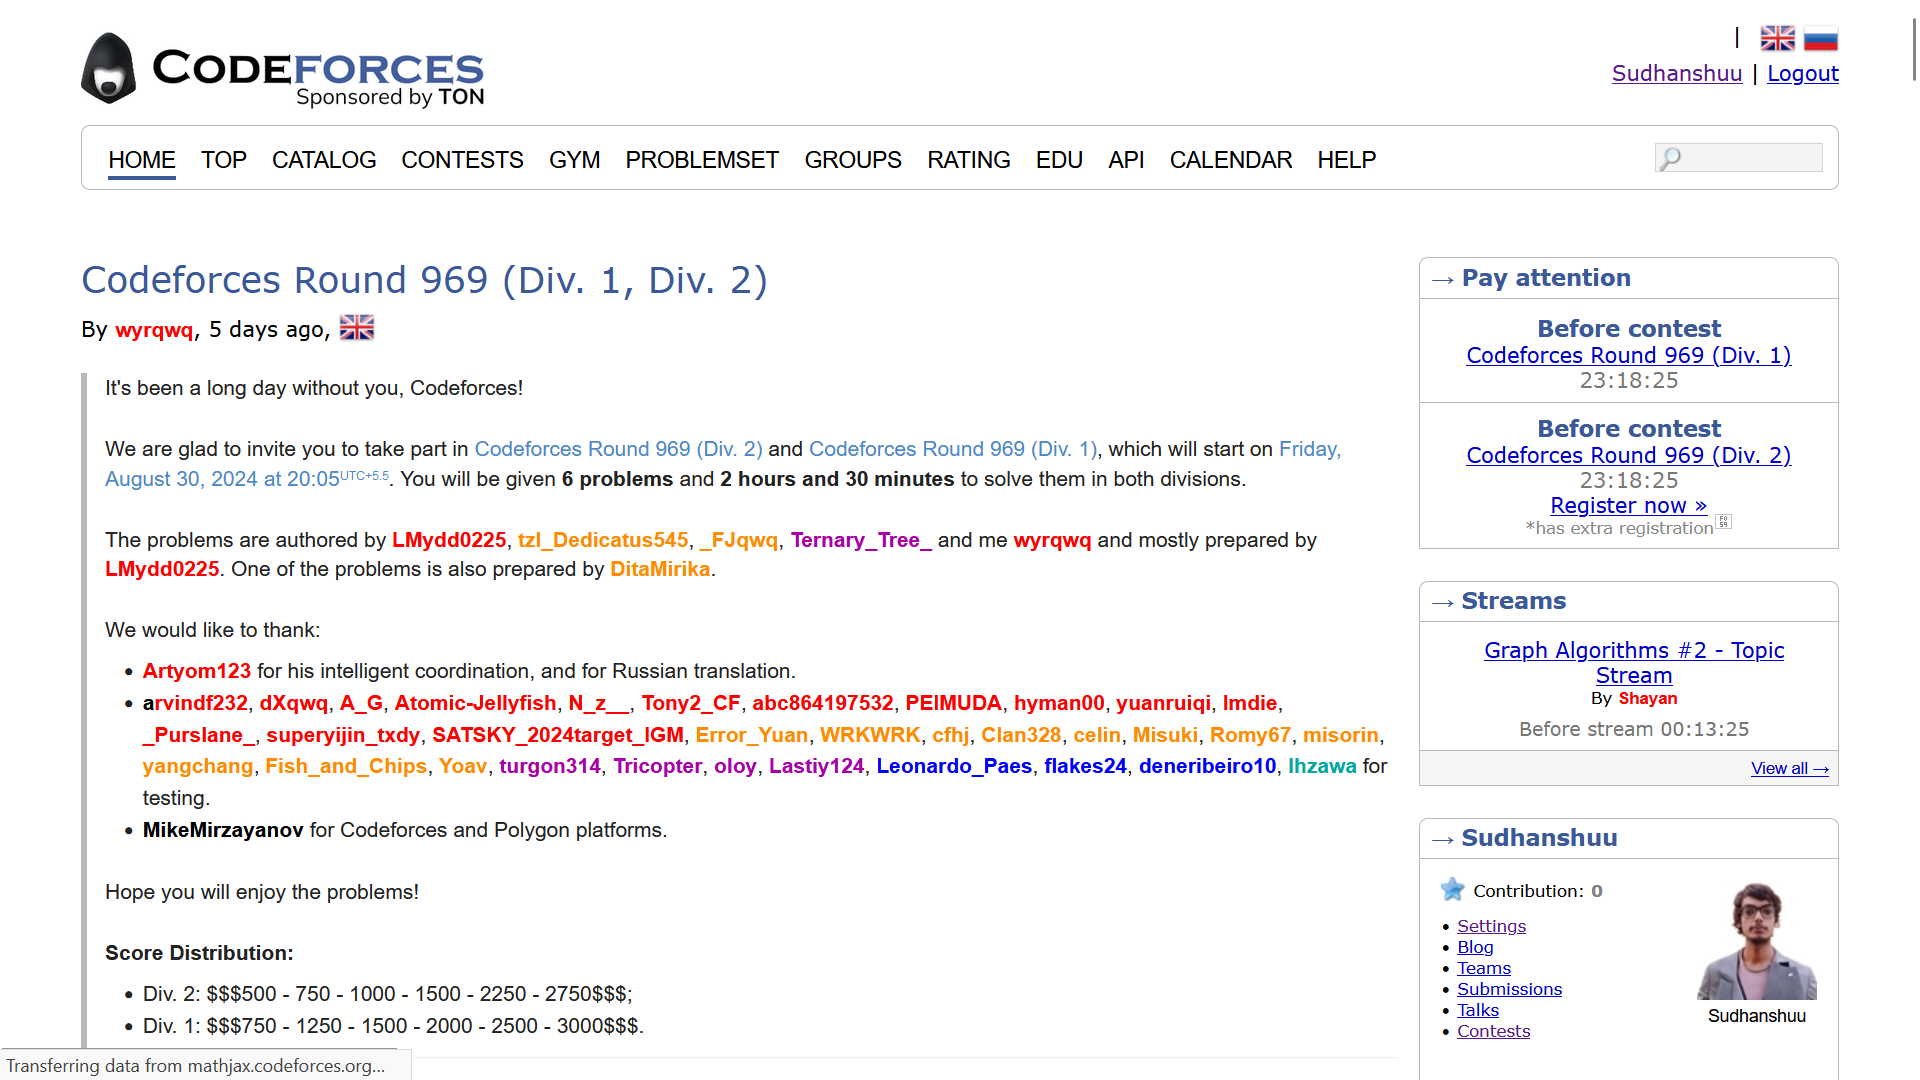 CODEFORCES
Sponsored by TON
|
Sudhanshuu | Logout
HOME TOP CATALOG CONTESTS GYM PROBLEMSET GROUPS RATING EDU API CALENDAR HELP
Codeforces Round 969 (Div. 1, Div. 2)
By wyrqwq, 5 days ago,
It's been a long day without you, Codeforces!
We are glad to invite you to take part in Codeforces Round 969 (Div. 2) and Codeforces Round 969 (Div. 1), which will start on Friday,
August 30, 2024 at 20:05UTC+5.5. You will be given 6 problems and 2 hours and 30 minutes to solve them in both divisions.
The problems are authored by LMydd0225, tzl_Dedicatus545, _FJqwq, Ternary_Tree_ and me wyrqwq and mostly prepared by
LMydd0225. One of the problems is also prepared by DitaMirika.
We would like to thank:
• Artyom123 for his intelligent coordination, and for Russian translation.
• arvindf232, dXqwq, A_G, Atomic-Jellyfish, N_z__, Tony2_CF, abc864197532, PEIMUDA, hyman00, yuanruiqi, lmdie,
_Purslane_, superyijin_txdy, SATSKY_2024target_IGM, Error_Yuan, WRKWRK, cfhj, Clan328, celin, Misuki, Romy67, misorin,
yangchang, Fish_and_Chips, Yoav, turgon314, Tricopter, oloy, Lastiy124, Leonardo_Paes, flakes24, deneribeiro10, lhzawa for
testing.
• MikeMirzayanov for Codeforces and Polygon platforms.
Hope you will enjoy the problems!
Score Distribution:
• Div. 2: $$$500 - 750 - 1000 - 1500 - 2250 - 2750$$$;
• Div. 1: $$$750 - 1250 - 1500 - 2000 - 2500 - 3000$$$.
Transferring data from mathjax.codeforces.org...
→ Pay attention
Before contest
Codeforces Round 969 (Div. 1)
23:18:25
Before contest
Codeforces Round 969 (Div. 2)
23:18:25
Register now »
*has extra registration
→ Streams
Graph Algorithms #2 - Topic
Stream
By Shayan
Before stream 00:13:25
View all →
→ Sudhanshuu
Contribution: 0
• Settings
• Blog
• Teams
• Submissions
• Talks
• Contests
Sudhanshuu